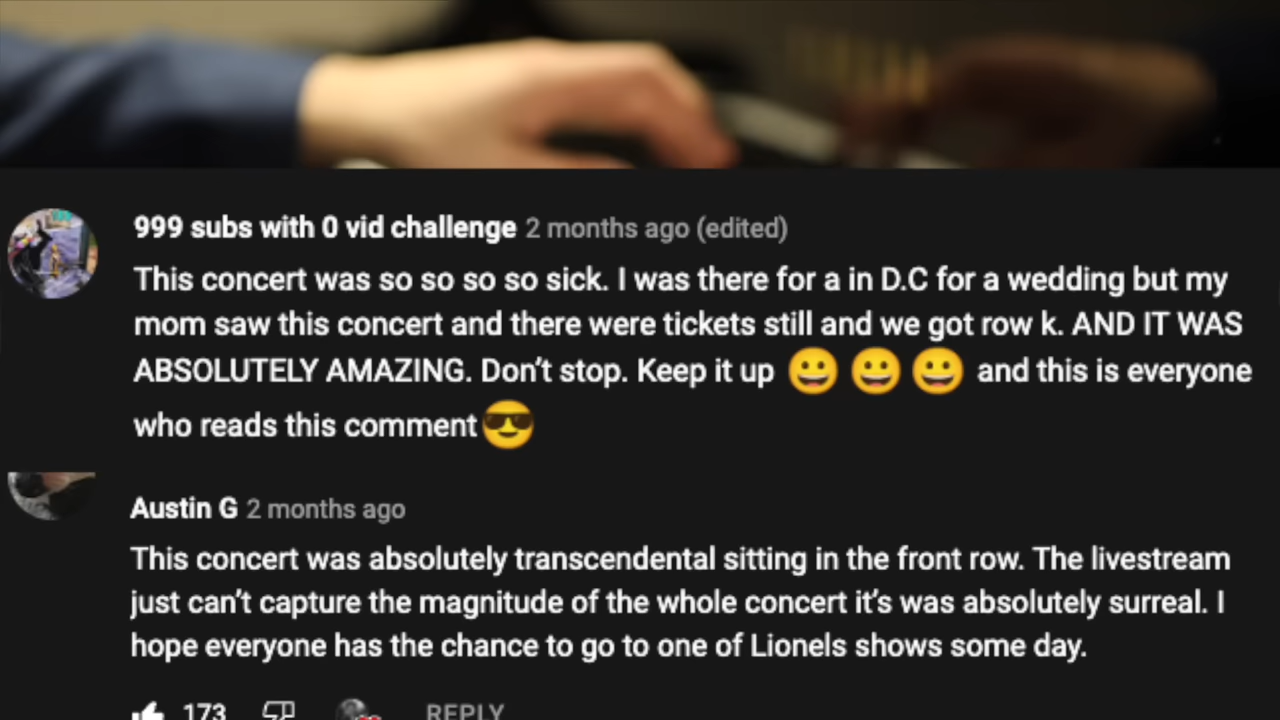 999 subs with 0 vid challenge 2 months ago (edited)
This concert was so so so so sick. I was there for a in D.C for a wedding but my
mom saw this concert and there were tickets still and we got row k. AND IT WAS
ABSOLUTELY AMAZING. Don't stop. Keep it up 😀 😀 😀 and this is everyone
who reads this comment😎
Austin G 2 months ago
This concert was absolutely transcendental sitting in the front row. The livestream
just can't capture the magnitude of the whole concert it's was absolutely surreal. I
hope everyone has the chance to go to one of Lionels shows some day.
173 REPLY